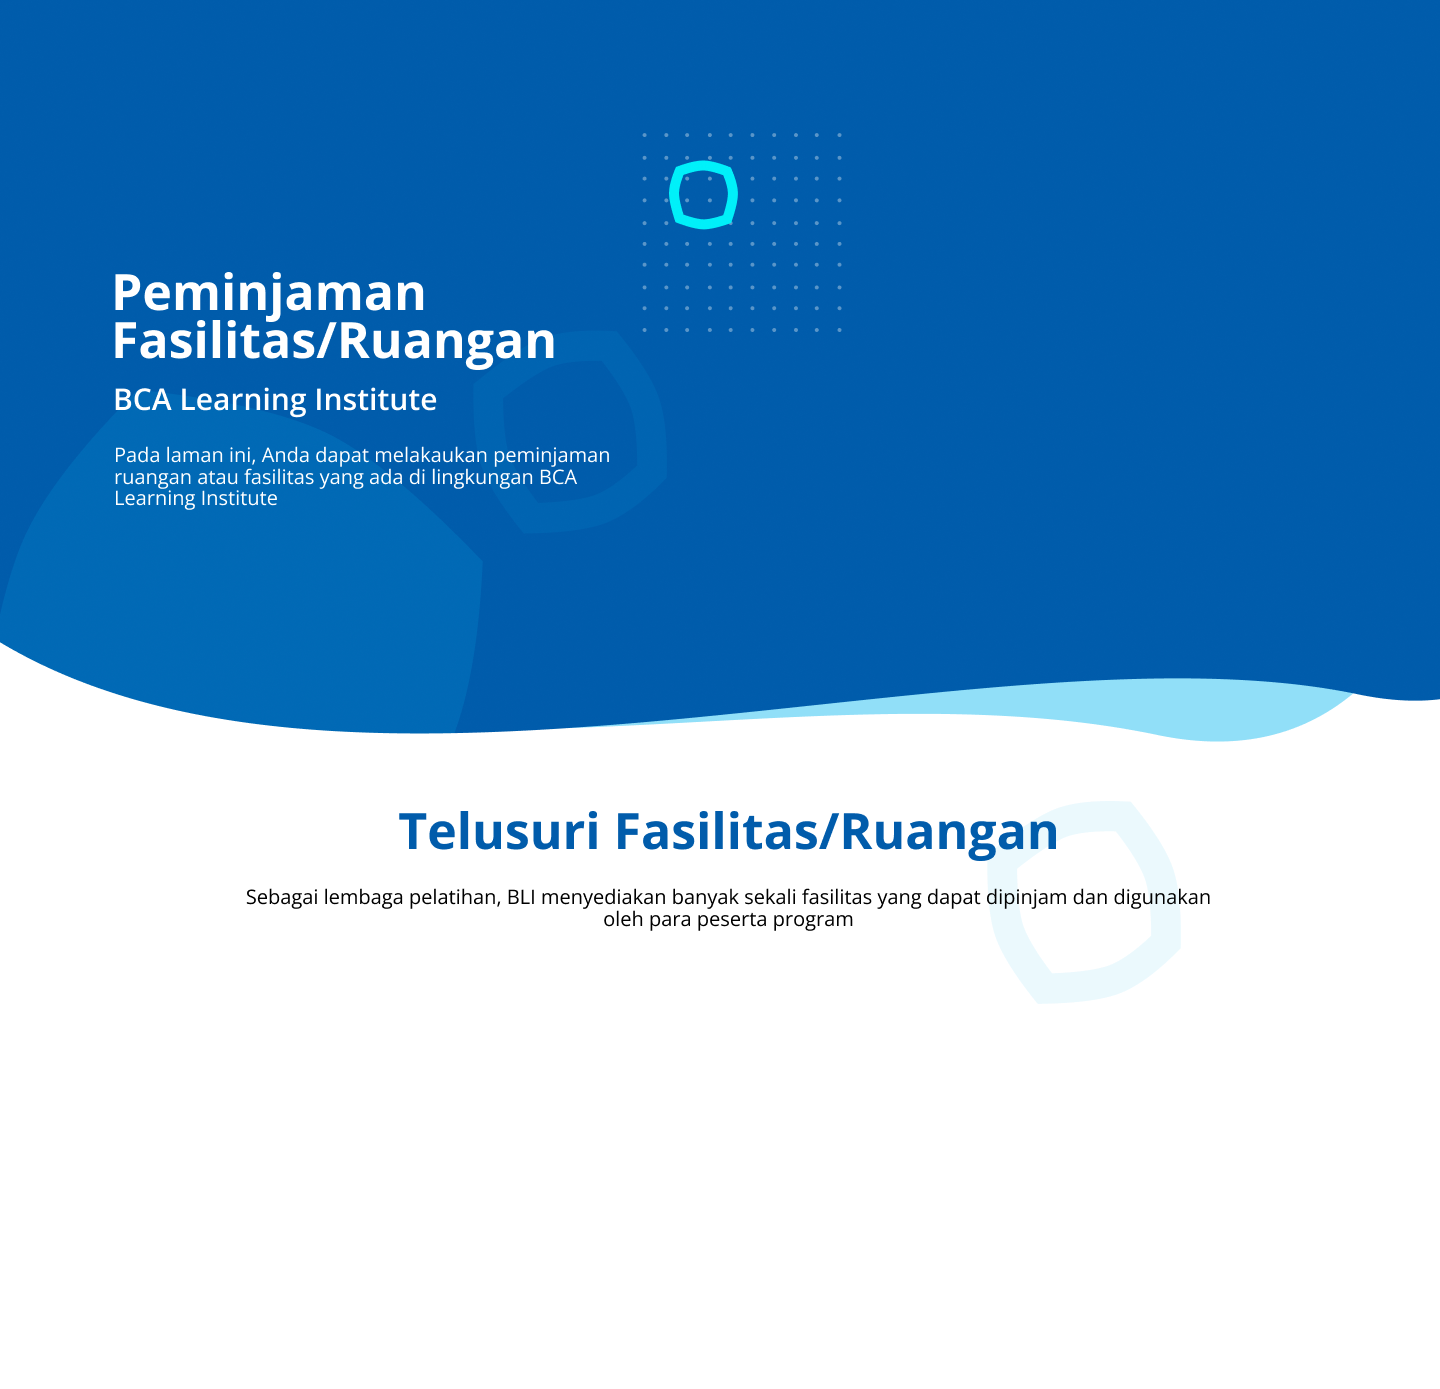 Peminjaman
Fasilitas/Ruangan
BCA Learning Institute
Pada laman ini, Anda dapat melakaukan peminjaman
ruangan atau fasilitas yang ada di lingkungan BCA
Learning Institute
Telusuri Fasilitas/Ruangan
Sebagai lembaga pelatihan, BLI menyediakan banyak sekali fasilitas yang dapat dipinjam dan digunakan
oleh para peserta program